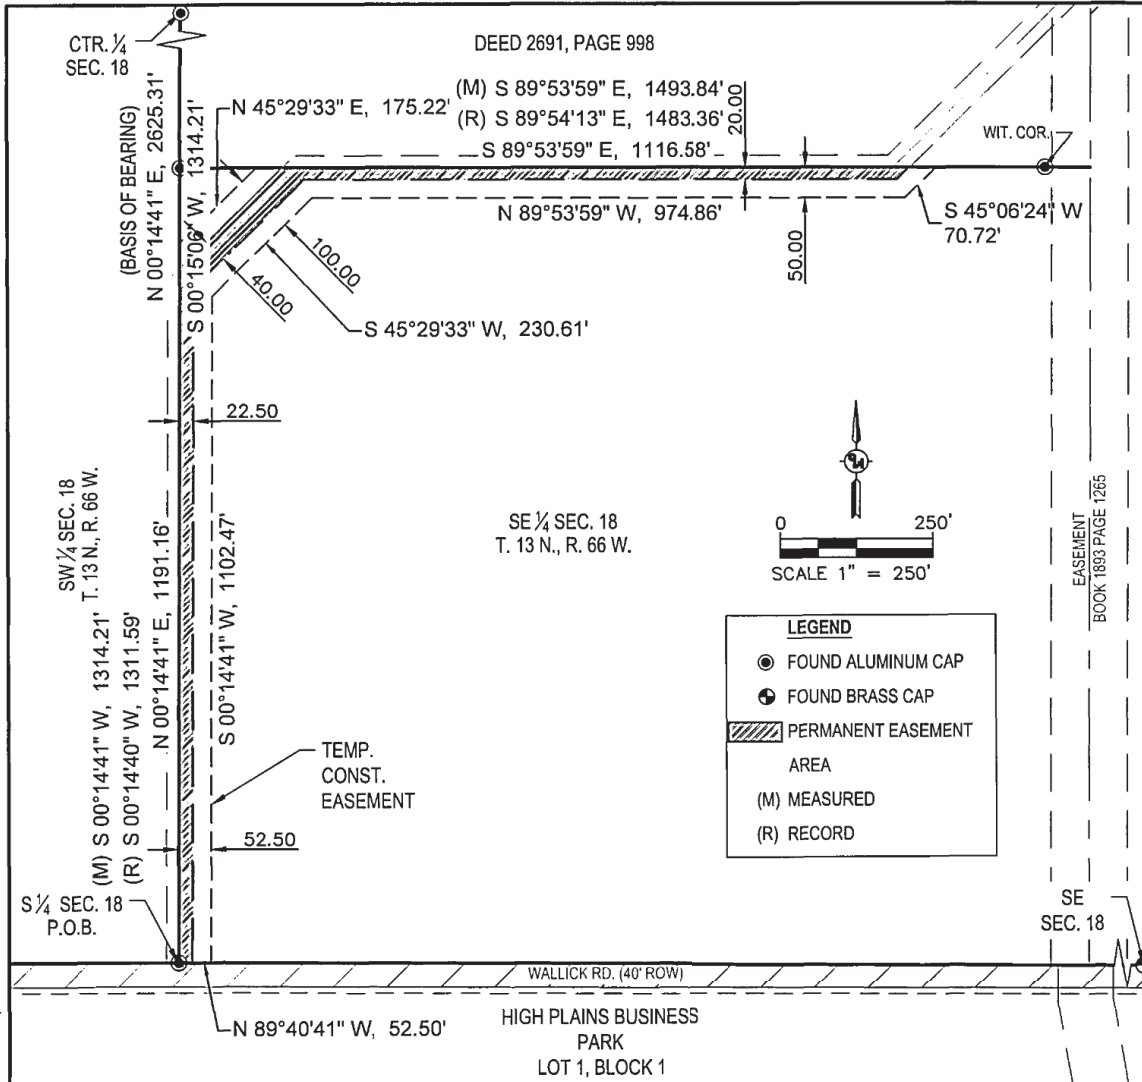 CTR. 1/4
SEC. 18
DEED 2691, PAGE 998
(M) S 89°53'59" E, 1493.84'
(R) S 89°54'13" E, 1483.36'
S 89°53'59" E, 1116.58'
N 45°29'33" E, 175.22'
20.00
WIT. COR.
(BASIS OF BEARING)
N 00°14'41" E, 2625.31'
S 00°15'06" W, 1314.21'
N 89°53'59" W, 974.86'
S 45°06'24" W
70.72'
50.00
100.00
40.00
S 45°29'33" W, 230.61'
22.50
SW 1/4 SEC. 18
T. 13 N., R. 66 W.
(M) S 00°14'41" W, 1314.21'
(R) S 00°14'40" W, 1311.59'
N 00°14'41" E, 1191.16'
S 00°14'41" W, 1102.47'
SE 1/4 SEC. 18
T. 13 N., R. 66 W.
0 250'
SCALE 1" = 250'
EASEMENT
BOOK 1893 PAGE 1265
LEGEND
FOUND ALUMINUM CAP
FOUND BRASS CAP
PERMANENT EASEMENT
AREA
(M) MEASURED
(R) RECORD
TEMP.
CONST.
EASEMENT
52.50
S 1/4 SEC. 18
P.O.B.
SE
SEC. 18
WALLICK RD. (40' ROW)
N 89°40'41" W, 52.50'
HIGH PLAINS BUSINESS
PARK
LOT 1, BLOCK 1